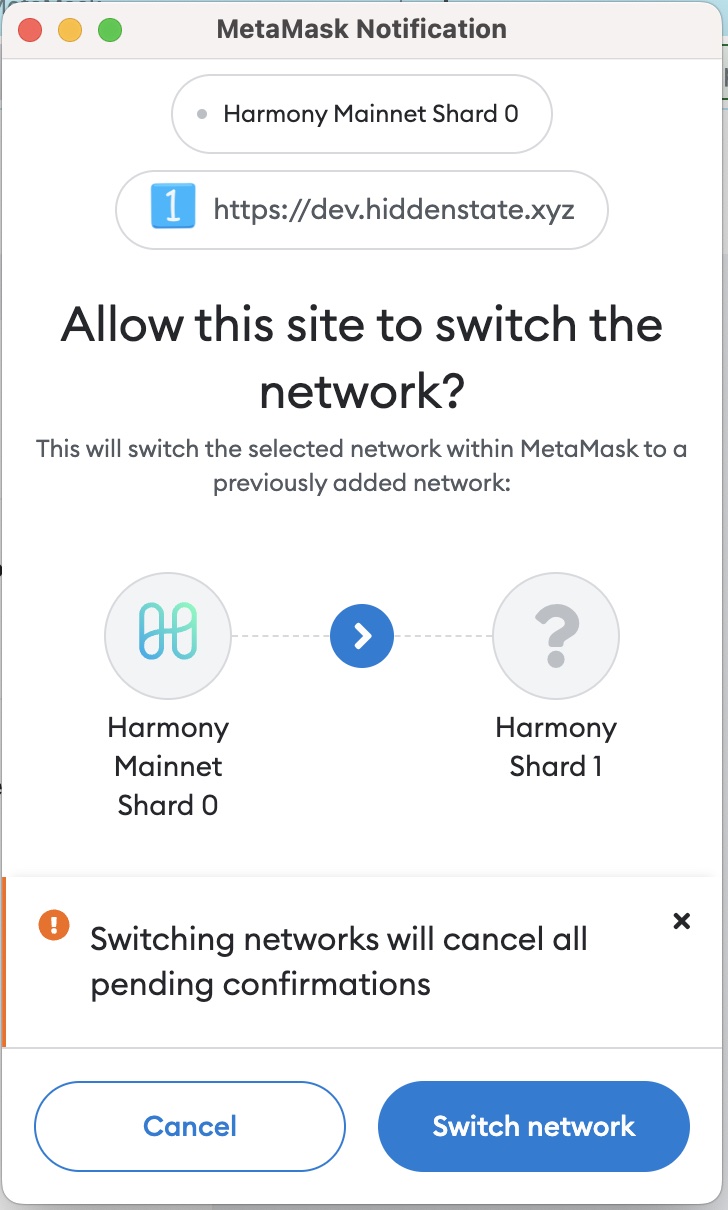 MetaMask Notification
Harmony Mainnet Shard 0
1 https://dev.hiddenstate.xyz
Allow this site to switch the
network?
This will switch the selected network within MetaMask to a
previously added network:
?
Harmony
Mainnet
Shard 0
Harmony
Shard 1
!
Switching networks will cancel all
pending confirmations
Cancel
Switch network